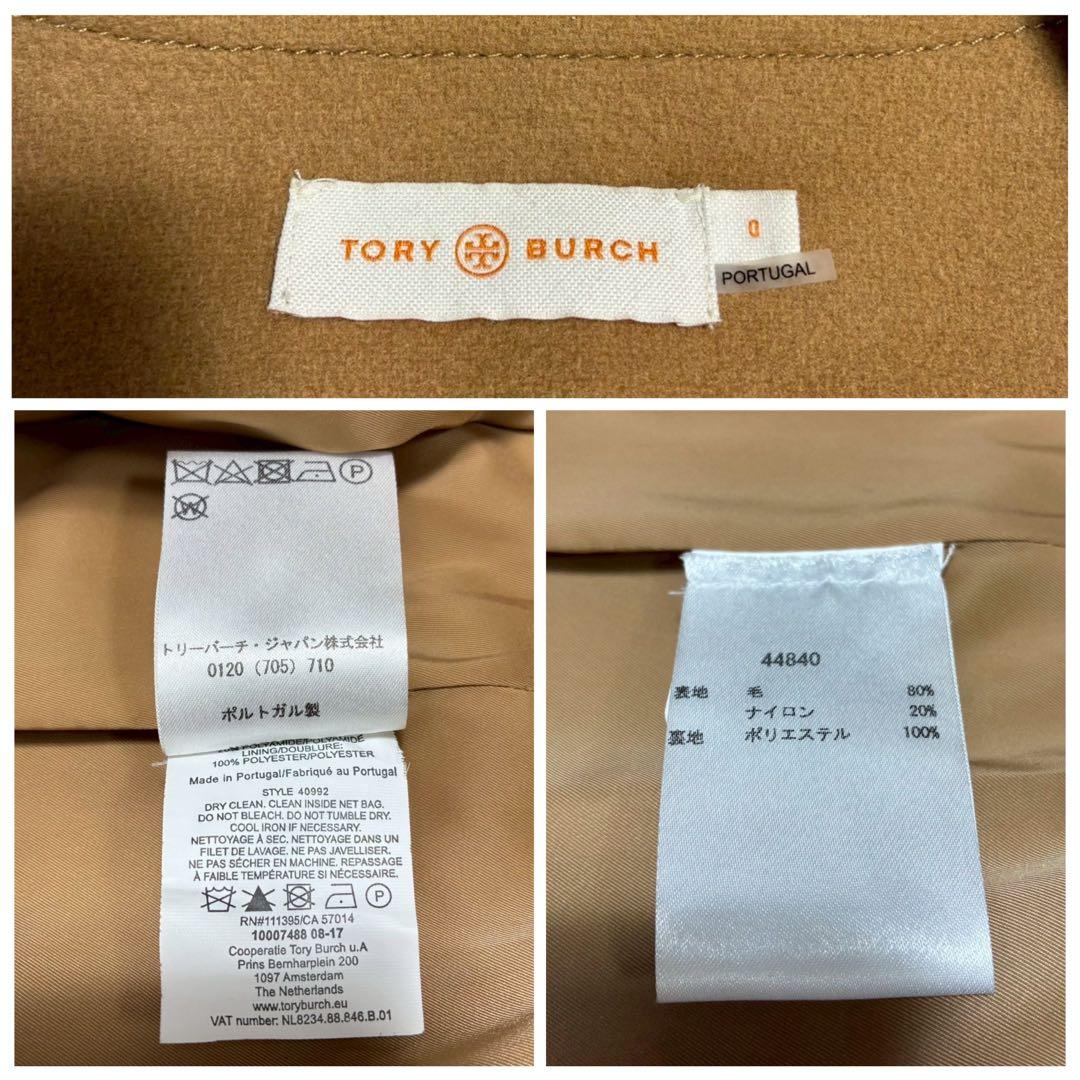 TORY BURCH
0
PORTUGAL
P
W
トリーバーチ・ジャパン株式会社
0120 (705) 710
ポルトガル製
20% POLYAMIDE/POLYAMIDE
LINING/DOUBLURE:
100% POLYESTER/POLYESTER
Made in Portugal/Fabriqué au Portugal
STYLE 40992
DRY CLEAN. CLEAN INSIDE NET BAG.
DO NOT BLEACH. DO NOT TUMBLE DRY.
COOL IRON IF NECESSARY.
NETTOYAGE À SEC. NETTOYAGE DANS UN
FILET DE LAVAGE. NE PAS JAVELLISER.
NE PAS SÉCHER EN MACHINE. REPASSAGE
À FAIBLE TEMPÉRATURE SI NÉCESSAIRE.
P
RN#111395/CA 57014
10007488 08-17
Cooperatie Tory Burch u.A
Prins Bernharplein 200
1097 Amsterdam
The Netherlands
www.toryburch.eu
VAT number: NL8234.88.846.B.01
44840
表地 毛 80%
ナイロン 20%
裏地 ポリエステル 100%